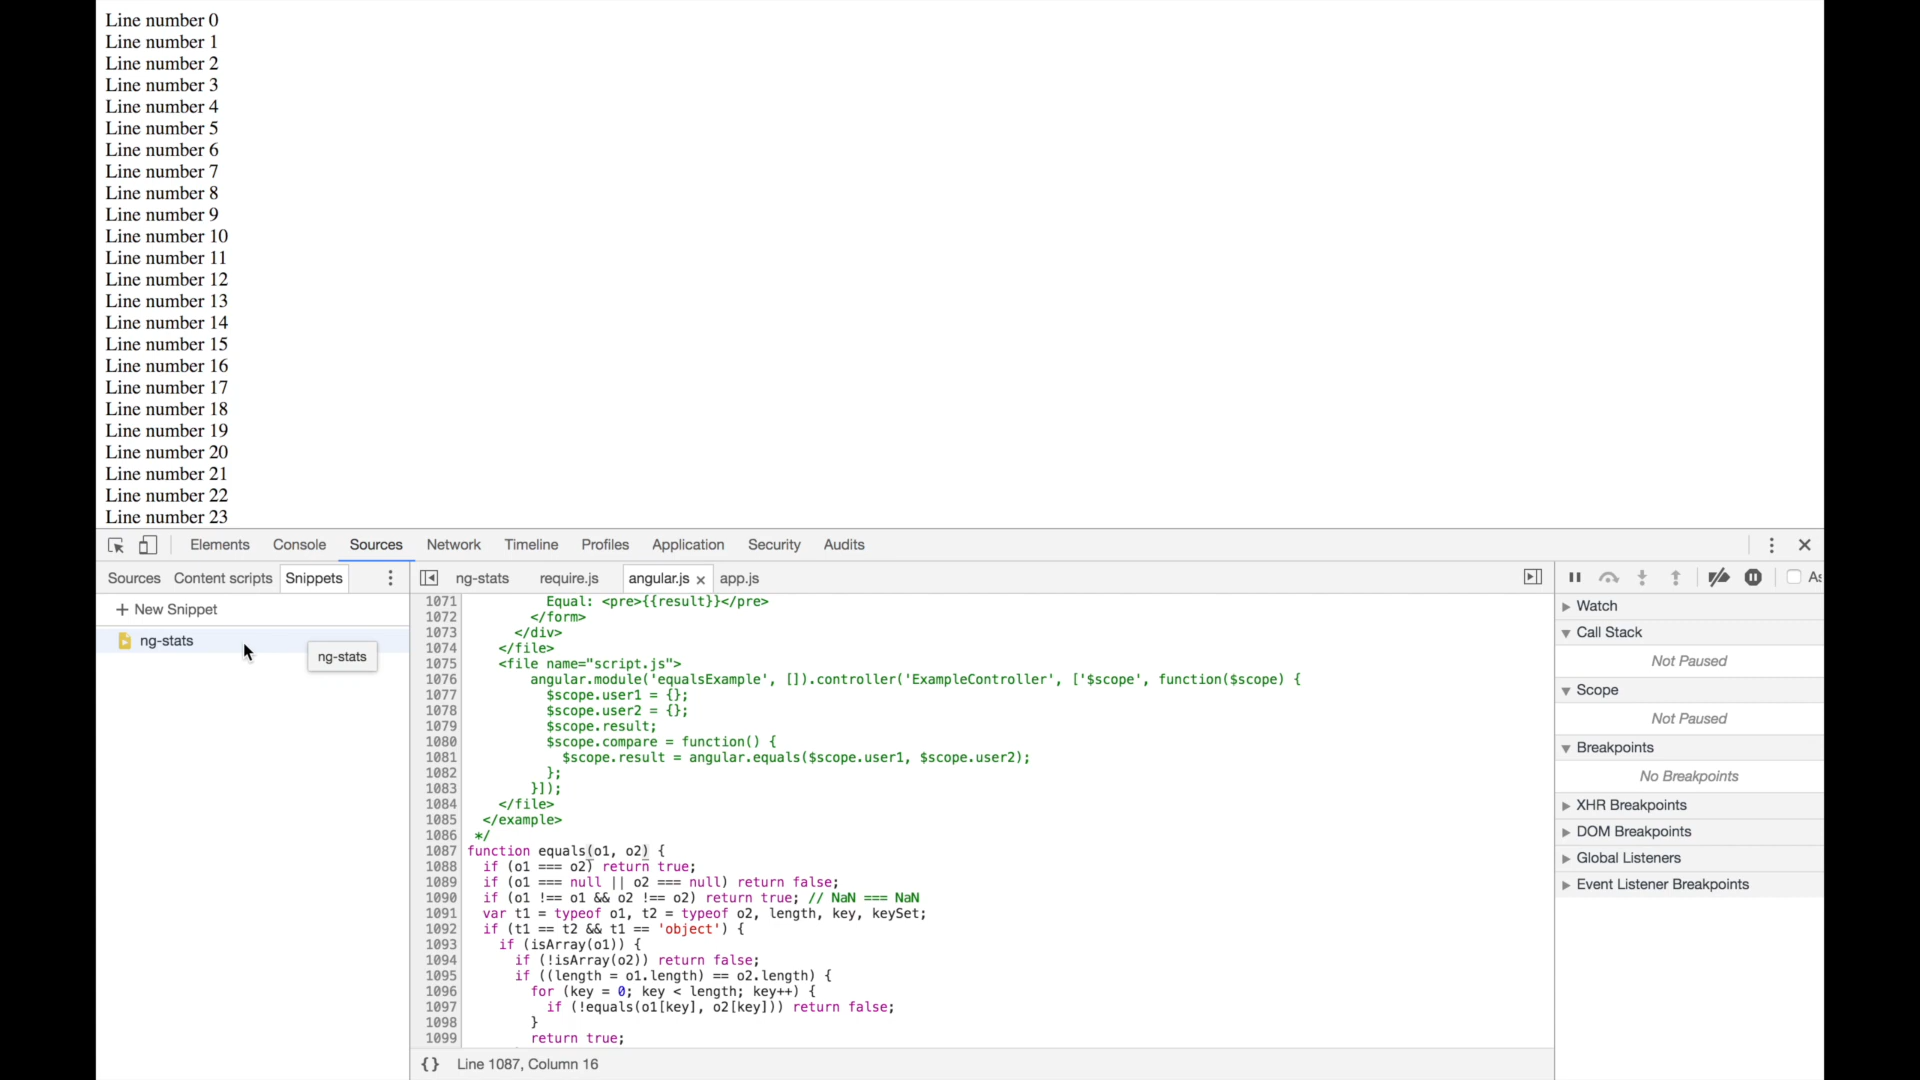 Line number 0
Line number 1
Line number 2
Line number 3
Line number 4
Line number 5
Line number 6
Line number 7
Line number 8
Line number 9
Line number 10
Line number 11
Line number 12
Line number 13
Line number 14
Line number 15
Line number 16
Line number 17
Line number 18
Line number 19
Line number 20
Line number 21
Line number 22
Line number 23
Elements Console Sources Network Timeline Profiles Application Security Audits
Sources Content scripts Snippets
+ New Snippet
ng-stats
ng-stats
ng-stats require.js angular.js × app.js
1071 Equal: <pre>{{result}}</pre>
1072 </form>
1073 </div>
1074 </file>
1075 <file name="script.js">
1076 angular.module('equalsExample', []).controller('ExampleController', ['$scope', function($scope) {
1077 $scope.user1 = {};
1078 $scope.user2 = {};
1079 $scope.result;
1080 $scope.compare = function() {
1081 $scope.result = angular.equals($scope.user1, $scope.user2);
1082 };
1083 }]);
1084 </file>
1085 </example>
1086 */
1087 function equals(o1, o2) {
1088 if (o1 === o2) return true;
1089 if (o1 === null || o2 === null) return false;
1090 if (o1 !== o1 && o2 !== o2) return true; // NaN === NaN
1091 var t1 = typeof o1, t2 = typeof o2, length, key, keySet;
1092 if (t1 == t2 && t1 == 'object') {
1093 if (isArray(o1)) {
1094 if (!isArray(o2)) return false;
1095 if ((length = o1.length) == o2.length) {
1096 for (key = 0; key < length; key++) {
1097 if (!equals(o1[key], o2[key])) return false;
1098 }
1099 return true;
{} Line 1087, Column 16
As
Watch
Call Stack
Not Paused
Scope
Not Paused
Breakpoints
No Breakpoints
XHR Breakpoints
DOM Breakpoints
Global Listeners
Event Listener Breakpoints